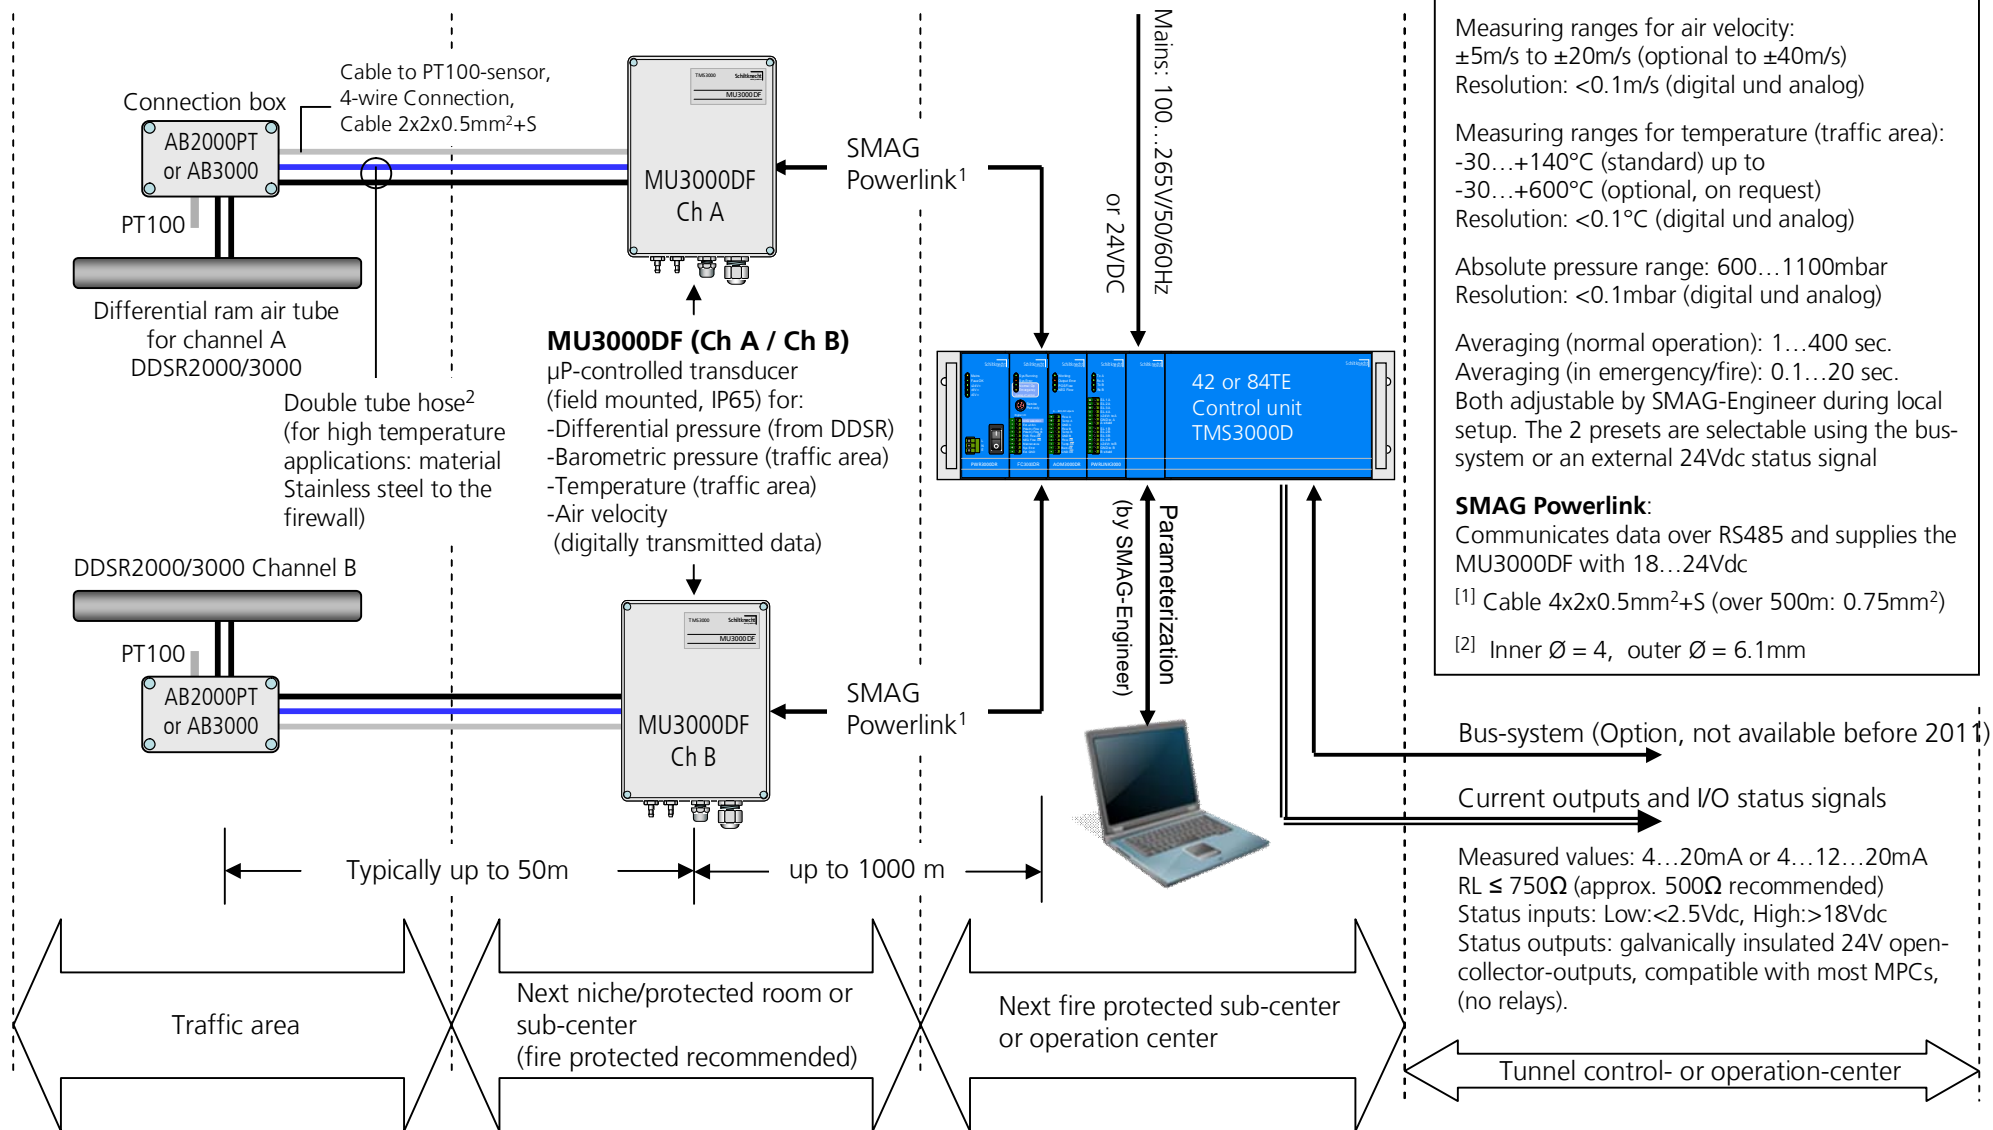 Connection box
AB2000PT
or AB3000
PT100
Cable to PT100-sensor,
4-wire Connection,
Cable 2x2x0.5mm²+S
Differential ram air tube
for channel A
DDSR2000/3000
Double tube hose²
(for high temperature
applications: material
Stainless steel to the
firewall)
DDSR2000/3000 Channel B
PT100
AB2000PT
or AB3000
TMS3000 Schiltknecht
MU3000DF
MU3000DF
Ch A
MU3000DF (Ch A / Ch B)
µP-controlled transducer
(field mounted, IP65) for:
-Differential pressure (from DDSR)
-Barometric pressure (traffic area)
-Temperature (traffic area)
-Air velocity
(digitally transmitted data)
TMS3000 Schiltknecht
MU3000DF
MU3000DF
Ch B
SMAG
Powerlink¹
SMAG
Powerlink¹
Mains: 100…265V/50/60Hz
or 24VDC
42 or 84TE
Control unit
TMS3000D
Parameterization
(by SMAG-Engineer)
Typically up to 50m
up to 1000 m
Traffic area
Next niche/protected room or
sub-center
(fire protected recommended)
Next fire protected sub-center
or operation center
Measuring ranges for air velocity:
±5m/s to ±20m/s (optional to ±40m/s)
Resolution: <0.1m/s (digital und analog)
Measuring ranges for temperature (traffic area):
-30…+140°C (standard) up to
-30…+600°C (optional, on request)
Resolution: <0.1°C (digital und analog)
Absolute pressure range: 600…1100mbar
Resolution: <0.1mbar (digital und analog)
Averaging (normal operation): 1…400 sec.
Averaging (in emergency/fire): 0.1…20 sec.
Both adjustable by SMAG-Engineer during local
setup. The 2 presets are selectable using the bus-
system or an external 24Vdc status signal
SMAG Powerlink:
Communicates data over RS485 and supplies the
MU3000DF with 18…24Vdc
[1] Cable 4x2x0.5mm²+S (over 500m: 0.75mm²)
[2] Inner Ø = 4, outer Ø = 6.1mm
Bus-system (Option, not available before 2011)
Current outputs and I/O status signals
Measured values: 4…20mA or 4…12…20mA
RL ≤ 750Ω (approx. 500Ω recommended)
Status inputs: Low:<2.5Vdc, High:>18Vdc
Status outputs: galvanically insulated 24V open-
collector-outputs, compatible with most MPCs,
(no relays).
Tunnel control- or operation-center